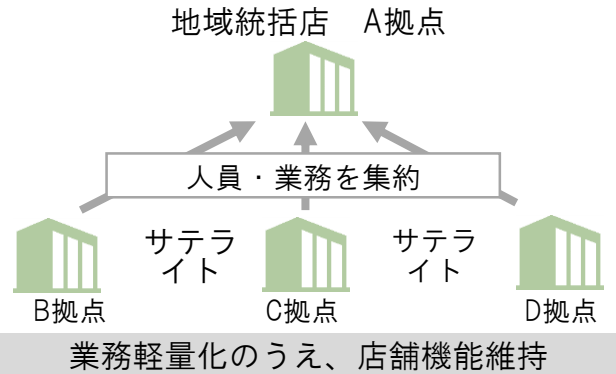 地域統括店　A拠点
人員・業務を集約
サテラ
イト
サテラ
イト
B拠点
C拠点
D拠点
業務軽量化のうえ、店舗機能維持